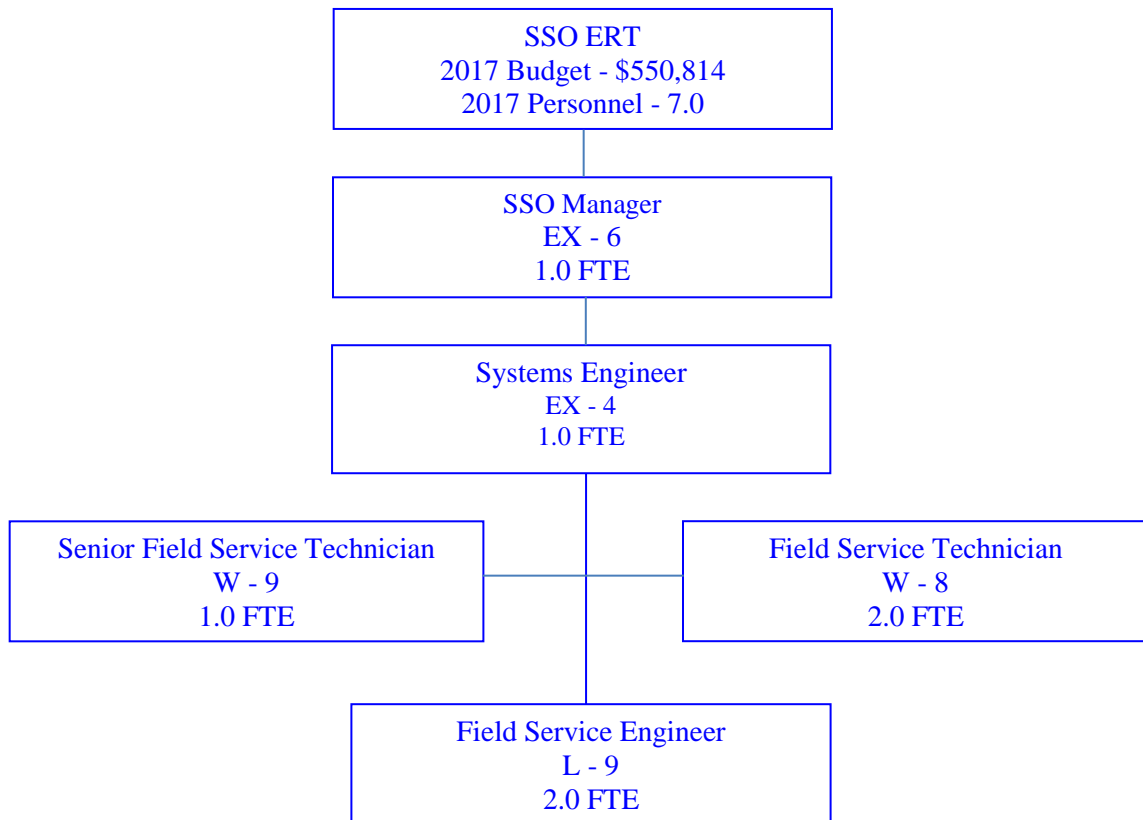 SSO ERT
2017 Budget - $550,814
2017 Personnel - 7.0
SSO Manager
EX - 6
1.0 FTE
Systems Engineer
EX - 4
1.0 FTE
Senior Field Service Technician
W - 9
1.0 FTE
Field Service Technician
W - 8
2.0 FTE
Field Service Engineer
L - 9
2.0 FTE